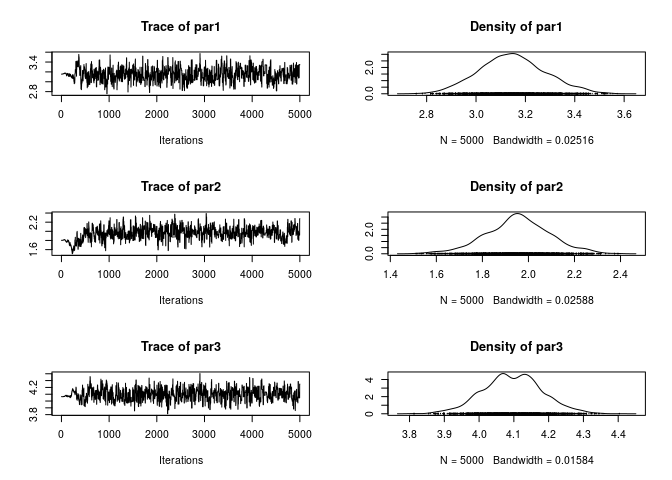 Trace of par1
Density of par1
2.8 3.4
0.0 2.0
0 1000 2000 3000 4000 5000
2.8 3.0 3.2 3.4 3.6
Iterations
N = 5000 Bandwidth = 0.02516
Trace of par2
Density of par2
1.6 2.2
0.0 2.0
0 1000 2000 3000 4000 5000
1.4 1.6 1.8 2.0 2.2 2.4
Iterations
N = 5000 Bandwidth = 0.02588
Trace of par3
Density of par3
3.8 4.2
0 2 4
0 1000 2000 3000 4000 5000
3.8 3.9 4.0 4.1 4.2 4.3 4.4
Iterations
N = 5000 Bandwidth = 0.01584